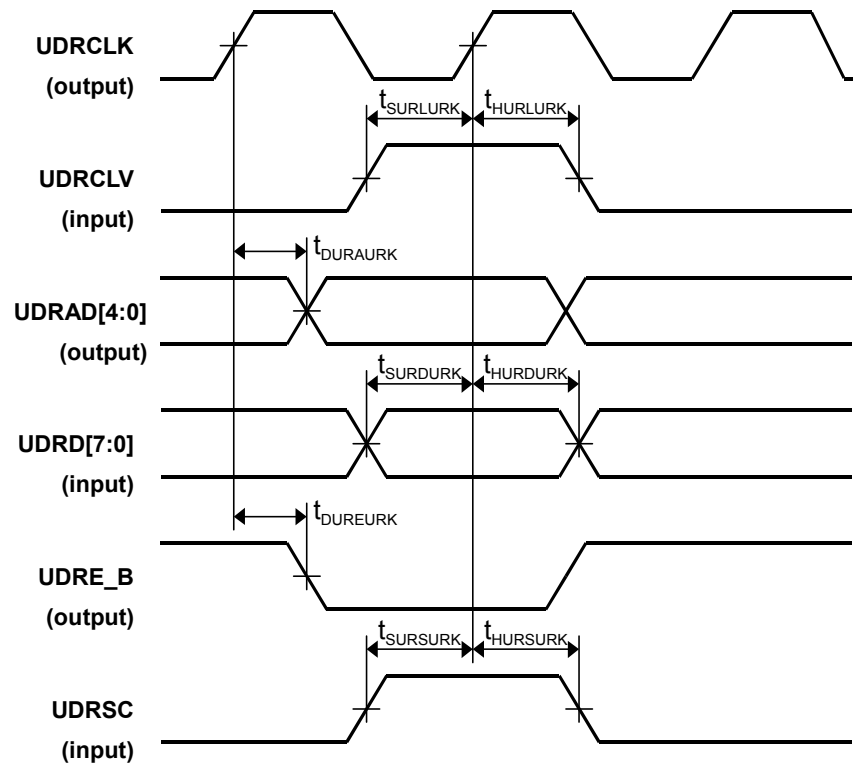 UDRCLK
(output)
tSURLURK
tHURLURK
UDRCLV
(input)
tDURAURK
UDRAD[4:0]
(output)
tSURDURK
tHURDURK
UDRD[7:0]
(input)
tDUREURK
UDRE_B
(output)
tSURSURK
tHURSURK
UDRSC
(input)